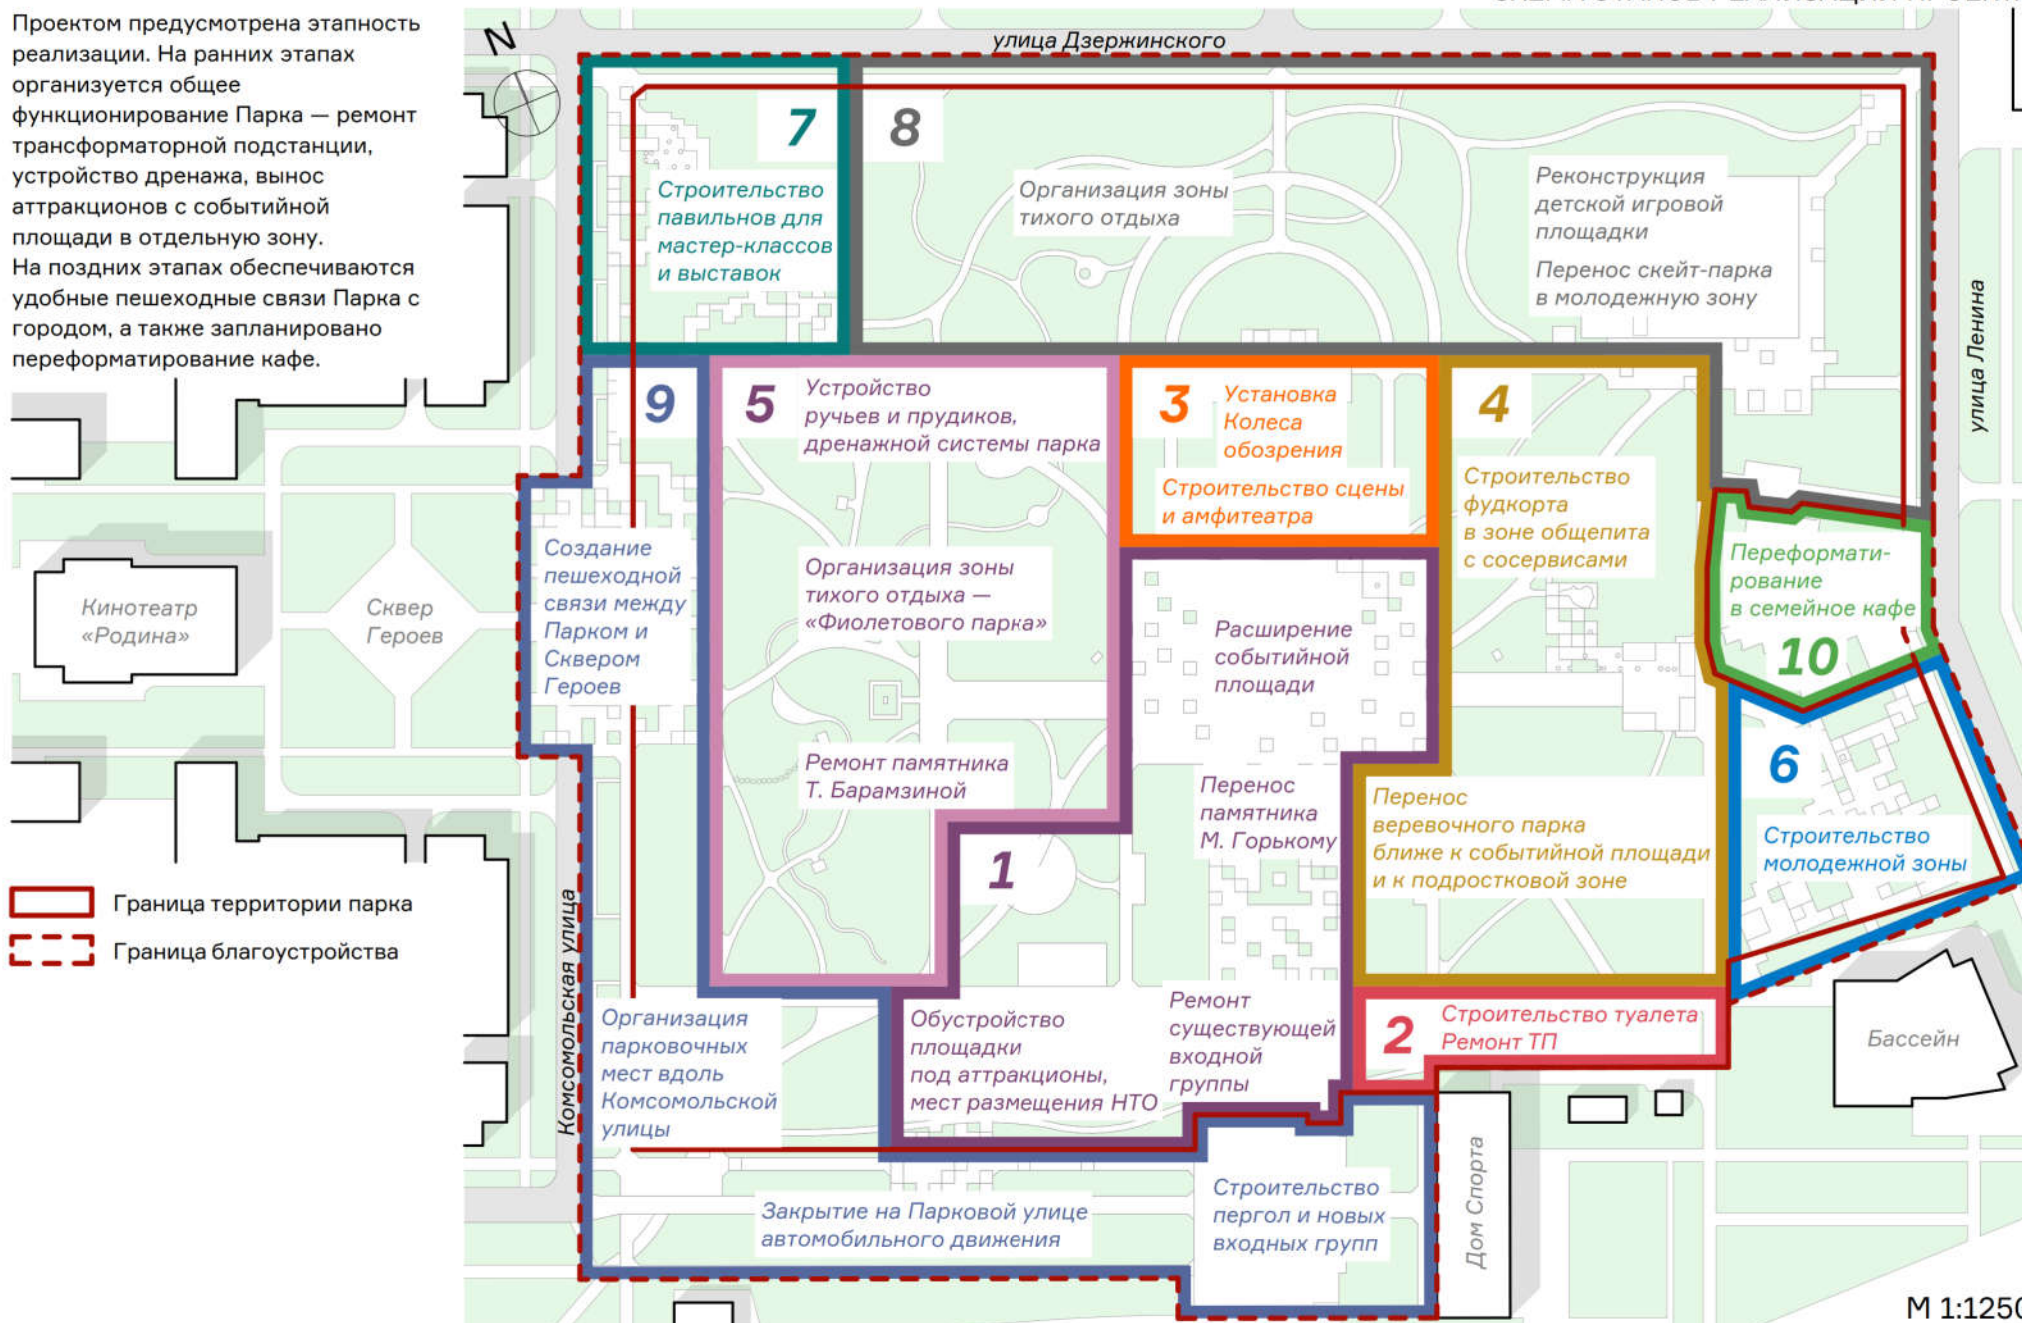 Проектом предусмотрена этапность
реализации. На ранних этапах
организуется общее
функционирование Парка — ремонт
трансформаторной подстанции,
устройство дренажа, вынос
аттракционов с событийной
площади в отдельную зону.
На поздних этапах обеспечиваются
удобные пешеходные связи Парка с
городом, а также запланировано
переформатирование кафе.
N
улица Дзержинского
7
Строительство
павильнов для
мастер-классов
и выставок
8
Организация зоны
тихого отдыха
Реконструкция
детской игровой
площадки
Перенос скейт-парка
в молодежную зону
улица Ленина
9
Создание
пешеходной
связи между
Парком и
Сквером
Героев
5
Устройство
ручьев и прудиков,
дренажной системы парка
Организация зоны
тихого отдыха —
«Фиолетового парка»
Ремонт памятника
Т. Барамзиной
3
Установка
Колеса
обозрения
Строительство сцены
и амфитеатра
4
Строительство
фудкорта
в зоне общепита
с сосервисами
Переформати-
рование
в семейное кафе
10
Кинотеатр
«Родина»
Сквер
Героев
Расширение
событийной
площади
Перенос
памятника
М. Горькому
Перенос
веревочного парка
ближе к событийной площади
и к подростковой зоне
6
Строительство
молодежной зоны
1
Граница территории парка
Граница благоустройства
Комсомольская улица
Организация
парковочных
мест вдоль
Комсомольской
улицы
Обустройство
площадки
под аттракционы,
мест размещения НТО
Ремонт
существующей
входной
группы
2
Строительство туалета
Ремонт ТП
Бассейн
Закрытие на Парковой улице
автомобильного движения
Строительство
пергол и новых
входных групп
Дом Спорта
М 1:1250